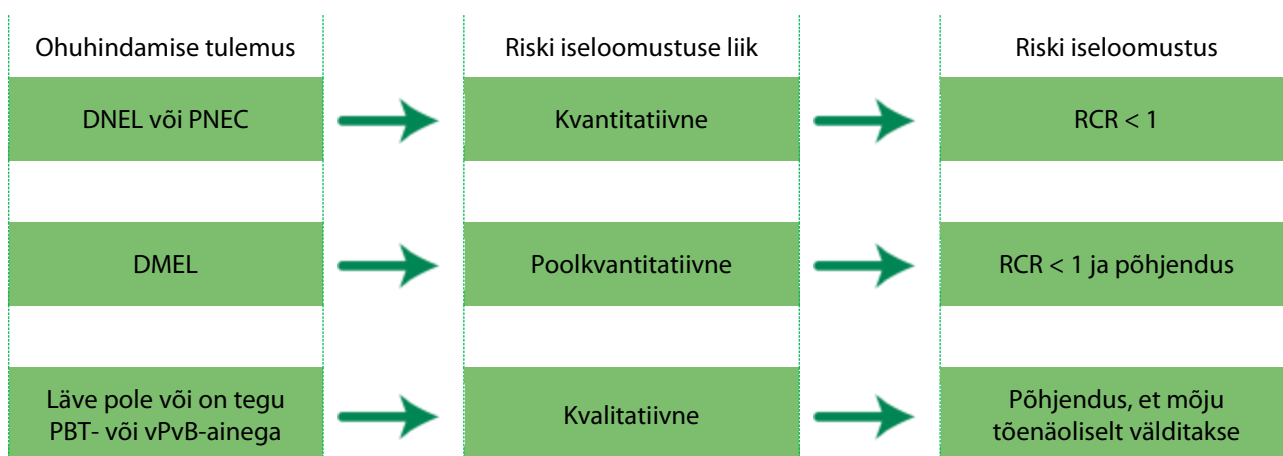 Ohuhindamise tulemus
Riski iseloomustuse liik
Riski iseloomustus
DNEL või PNEC
Kvantitatiivne
RCR < 1
DMEL
Poolkvantitatiivne
RCR < 1 ja põhjendus
Läve pole või on tegu
PBT- või vPvB-ainega
Kvalitatiivne
Põhjendus, et mõju
tõenäoliselt välditakse